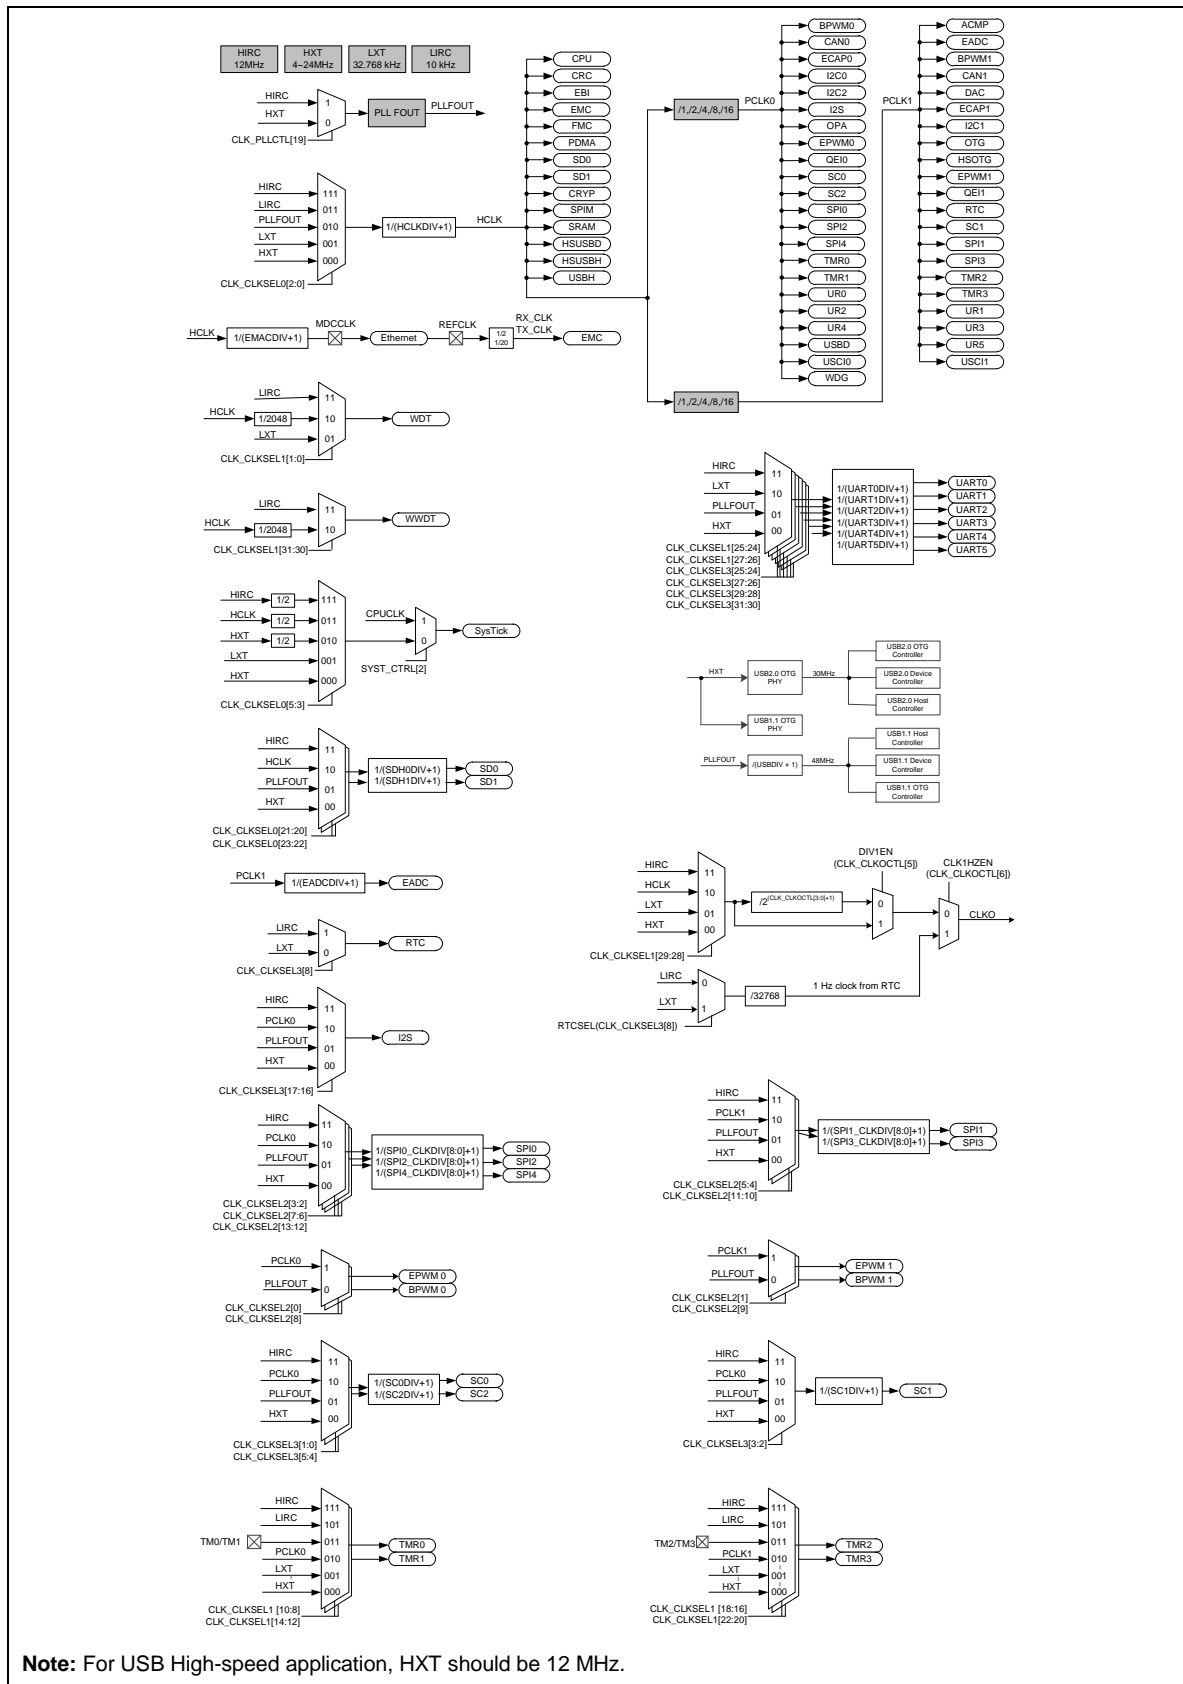 HIRC
12MHz
HXT
4~24MHz
LXT
32.768 kHz
LIRC
10 kHz
HIRC
HXT
1
0
CLK_PLLCTL[19]
PLL FOUT
PLLFOUT
HIRC
LIRC
PLLFOUT
LXT
HXT
111
011
010
001
000
CLK_CLKSEL0[2:0]
1/(HCLKDIV+1)
HCLK
CPU
CRC
EBI
EMC
FMC
PDMA
SD0
SD1
CRYP
SPIM
SRAM
HSUSBD
HSUSBH
USBH
/1,/2,/4,/8,/16
PCLK0
BPWM0
CAN0
ECAP0
I2C0
I2C2
I2S
OPA
EPWM0
QEI0
SC0
SC2
SPI0
SPI2
SPI4
TMR0
TMR1
UR0
UR2
UR4
USBD
USCI0
WDG
/1,/2,/4,/8,/16
PCLK1
ACMP
EADC
BPWM1
CAN1
DAC
ECAP1
I2C1
OTG
HSOTG
EPWM1
QEI1
RTC
SC1
SPI1
SPI3
TMR2
TMR3
UR1
UR3
UR5
USCI1
HCLK
1/(EMACDIV+1)
MDCCLK
Ethernet
REFCLK
1/2
1/20
RX_CLK
TX_CLK
EMC
LIRC
HCLK
1/2048
LXT
11
10
01
CLK_CLKSEL1[1:0]
WDT
LIRC
HCLK
1/2048
11
10
CLK_CLKSEL1[31:30]
WWDT
HIRC
1/2
HCLK
1/2
HXT
1/2
LXT
HXT
111
011
010
001
000
CLK_CLKSEL0[5:3]
CPUCLK
1
0
SYST_CTRL[2]
SysTick
HIRC
LXT
PLLFOUT
HXT
11
10
01
00
CLK_CLKSEL1[25:24]
CLK_CLKSEL1[27:26]
CLK_CLKSEL3[25:24]
CLK_CLKSEL3[27:26]
CLK_CLKSEL3[29:28]
CLK_CLKSEL3[31:30]
1/(UART0DIV+1)
1/(UART1DIV+1)
1/(UART2DIV+1)
1/(UART3DIV+1)
1/(UART4DIV+1)
1/(UART5DIV+1)
UART0
UART1
UART2
UART3
UART4
UART5
HXT
USB2.0 OTG
PHY
30MHz
USB2.0 OTG
Controller
USB2.0 Device
Controller
USB2.0 Host
Controller
USB1.1 OTG
PHY
PLLFOUT
/(USBDIV + 1)
48MHz
USB1.1 Host
Controller
USB1.1 Device
Controller
USB1.1 OTG
Controller
HIRC
HCLK
PLLFOUT
HXT
11
10
01
00
CLK_CLKSEL0[21:20]
CLK_CLKSEL0[23:22]
1/(SDH0DIV+1)
1/(SDH1DIV+1)
SD0
SD1
PCLK1
1/(EADCDIV+1)
EADC
LIRC
LXT
1
0
CLK_CLKSEL3[8]
RTC
HIRC
HCLK
LXT
HXT
11
10
01
00
CLK_CLKSEL1[29:28]
/2(CLK_CLKOCTL[3:0]+1)
DIV1EN
(CLK_CLKOCTL[5])
0
1
CLK1HZEN
(CLK_CLKOCTL[6])
0
1
CLKO
LIRC
LXT
0
1
RTCSEL(CLK_CLKSEL3[8])
/32768
1 Hz clock from RTC
HIRC
PCLK0
PLLFOUT
HXT
11
10
01
00
CLK_CLKSEL3[17:16]
I2S
HIRC
PCLK0
PLLFOUT
HXT
11
10
01
00
CLK_CLKSEL2[3:2]
CLK_CLKSEL2[7:6]
CLK_CLKSEL2[13:12]
1/(SPI0_CLKDIV[8:0]+1)
1/(SPI2_CLKDIV[8:0]+1)
1/(SPI4_CLKDIV[8:0]+1)
SPI0
SPI2
SPI4
HIRC
PCLK1
PLLFOUT
HXT
11
10
01
00
CLK_CLKSEL2[5:4]
CLK_CLKSEL2[11:10]
1/(SPI1_CLKDIV[8:0]+1)
1/(SPI3_CLKDIV[8:0]+1)
SPI1
SPI3
PCLK0
PLLFOUT
1
0
CLK_CLKSEL2[0]
CLK_CLKSEL2[8]
EPWM 0
BPWM 0
PCLK1
PLLFOUT
1
0
CLK_CLKSEL2[1]
CLK_CLKSEL2[9]
EPWM 1
BPWM 1
HIRC
PCLK0
PLLFOUT
HXT
11
10
01
00
CLK_CLKSEL3[1:0]
CLK_CLKSEL3[5:4]
1/(SC0DIV+1)
1/(SC2DIV+1)
SC0
SC2
HIRC
PCLK0
PLLFOUT
HXT
11
10
01
00
CLK_CLKSEL3[3:2]
1/(SC1DIV+1)
SC1
HIRC
LIRC
TM0/TM1
PCLK0
LXT
HXT
111
101
011
010
001
000
CLK_CLKSEL1 [10:8]
CLK_CLKSEL1[14:12]
TMR0
TMR1
HIRC
LIRC
TM2/TM3
PCLK1
LXT
HXT
111
101
011
010
001
000
CLK_CLKSEL1 [18:16]
CLK_CLKSEL1[22:20]
TMR2
TMR3
Note: For USB High-speed application, HXT should be 12 MHz.